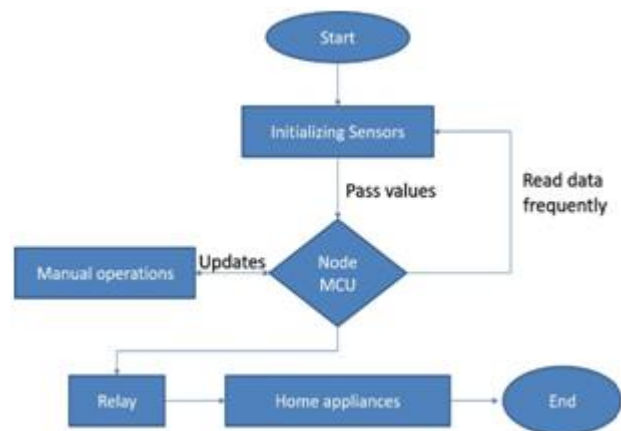 Start
Initializing Sensors
Pass values
Read data
frequently
Manual operations
Updates
Node
MCU
Relay
Home appliances
End